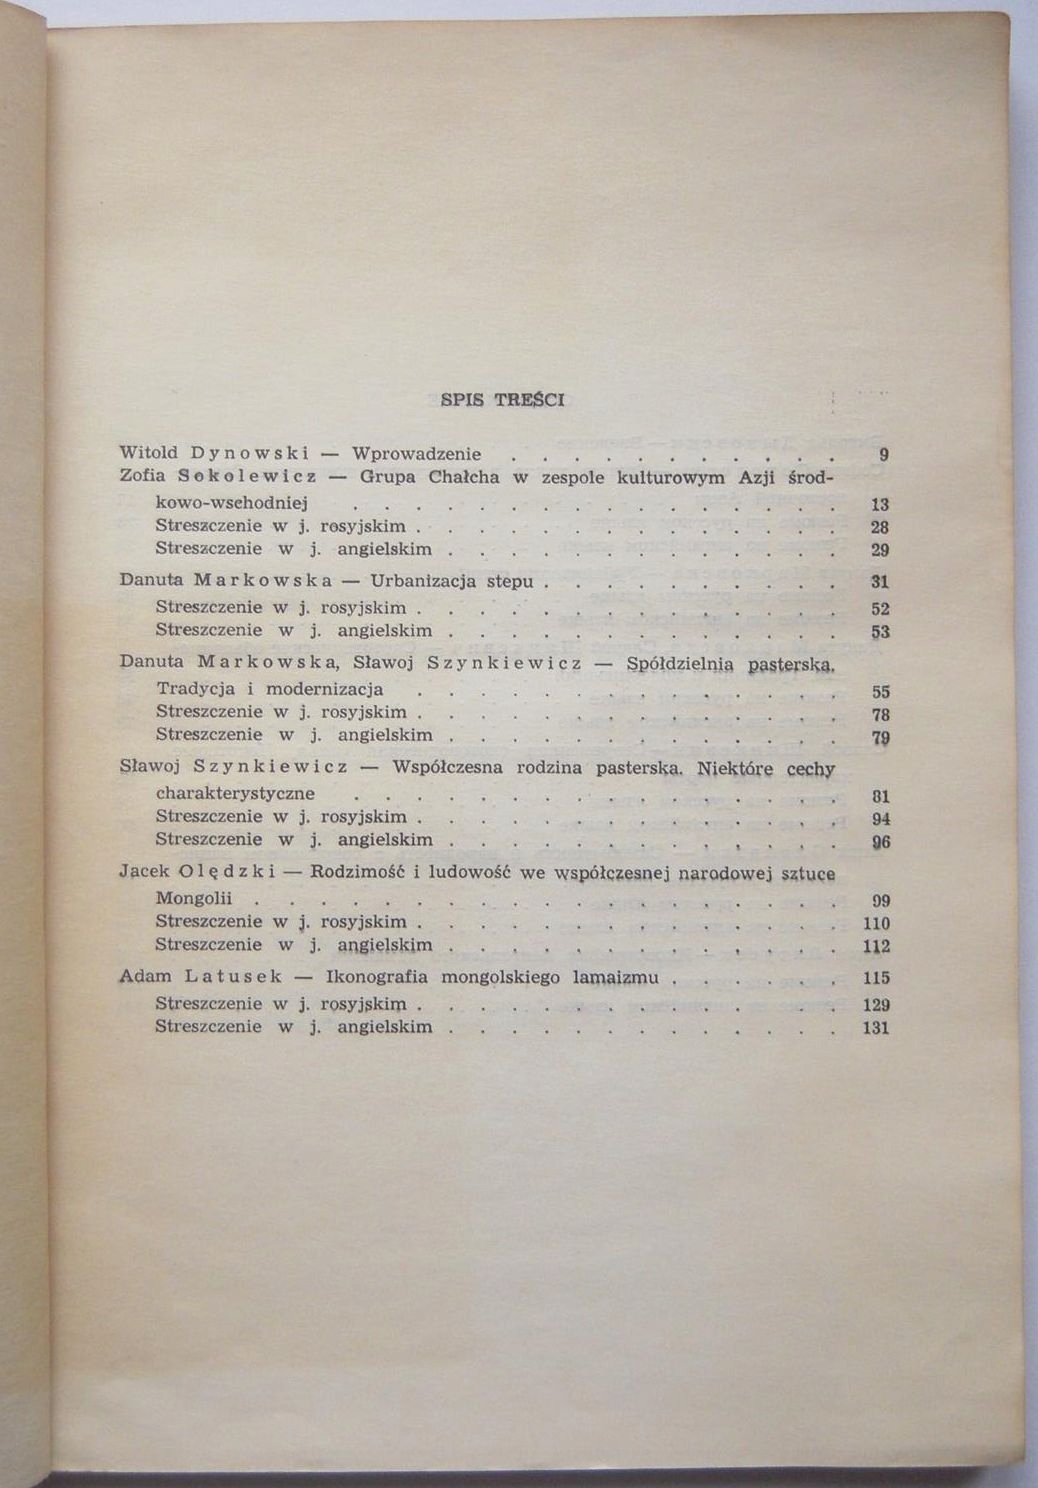 SPIS TREŚCI
Witold Dynowski — Wprowadzenie . . . . . . . . . . . 9
Zofia Sokolewicz — Grupa Chałcha w zespole kulturowym Azji środ-
kowo-wschodniej . . . . . . . . . . . . . . . . 13
Streszczenie w j. rosyjskim . . . . . . . . . . . . . . 28
Streszczenie w j. angielskim . . . . . . . . . . . . . 29
Danuta Markowska — Urbanizacja stepu . . . . . . . . . . 31
Streszczenie w j. rosyjskim . . . . . . . . . . . . . . 52
Streszczenie w j. angielskim . . . . . . . . . . . . . 53
Danuta Markowska, Sławoj Szynkiewicz — Spółdzielnia pasterska.
Tradycja i modernizacja . . . . . . . . . . . . . . 55
Streszczenie w j. rosyjskim . . . . . . . . . . . . . . 78
Streszczenie w j. angielskim . . . . . . . . . . . . . 79
Sławoj Szynkiewicz — Współczesna rodzina pasterska. Niektóre cechy
charakterystyczne . . . . . . . . . . . . . . . . 81
Streszczenie w j. rosyjskim . . . . . . . . . . . . . . 94
Streszczenie w j. angielskim . . . . . . . . . . . . . 96
Jacek Olędzki — Rodzimość i ludowość we współczesnej narodowej sztuce
Mongolii . . . . . . . . . . . . . . . . . . . 99
Streszczenie w j. rosyjskim . . . . . . . . . . . . . . 110
Streszczenie w j. angielskim . . . . . . . . . . . . . 112
Adam Latusek — Ikonografia mongolskiego lamaizmu . . . . . . 115
Streszczenie w j. rosyjskim . . . . . . . . . . . . . 129
Streszczenie w j. angielskim . . . . . . . . . . . . . 131